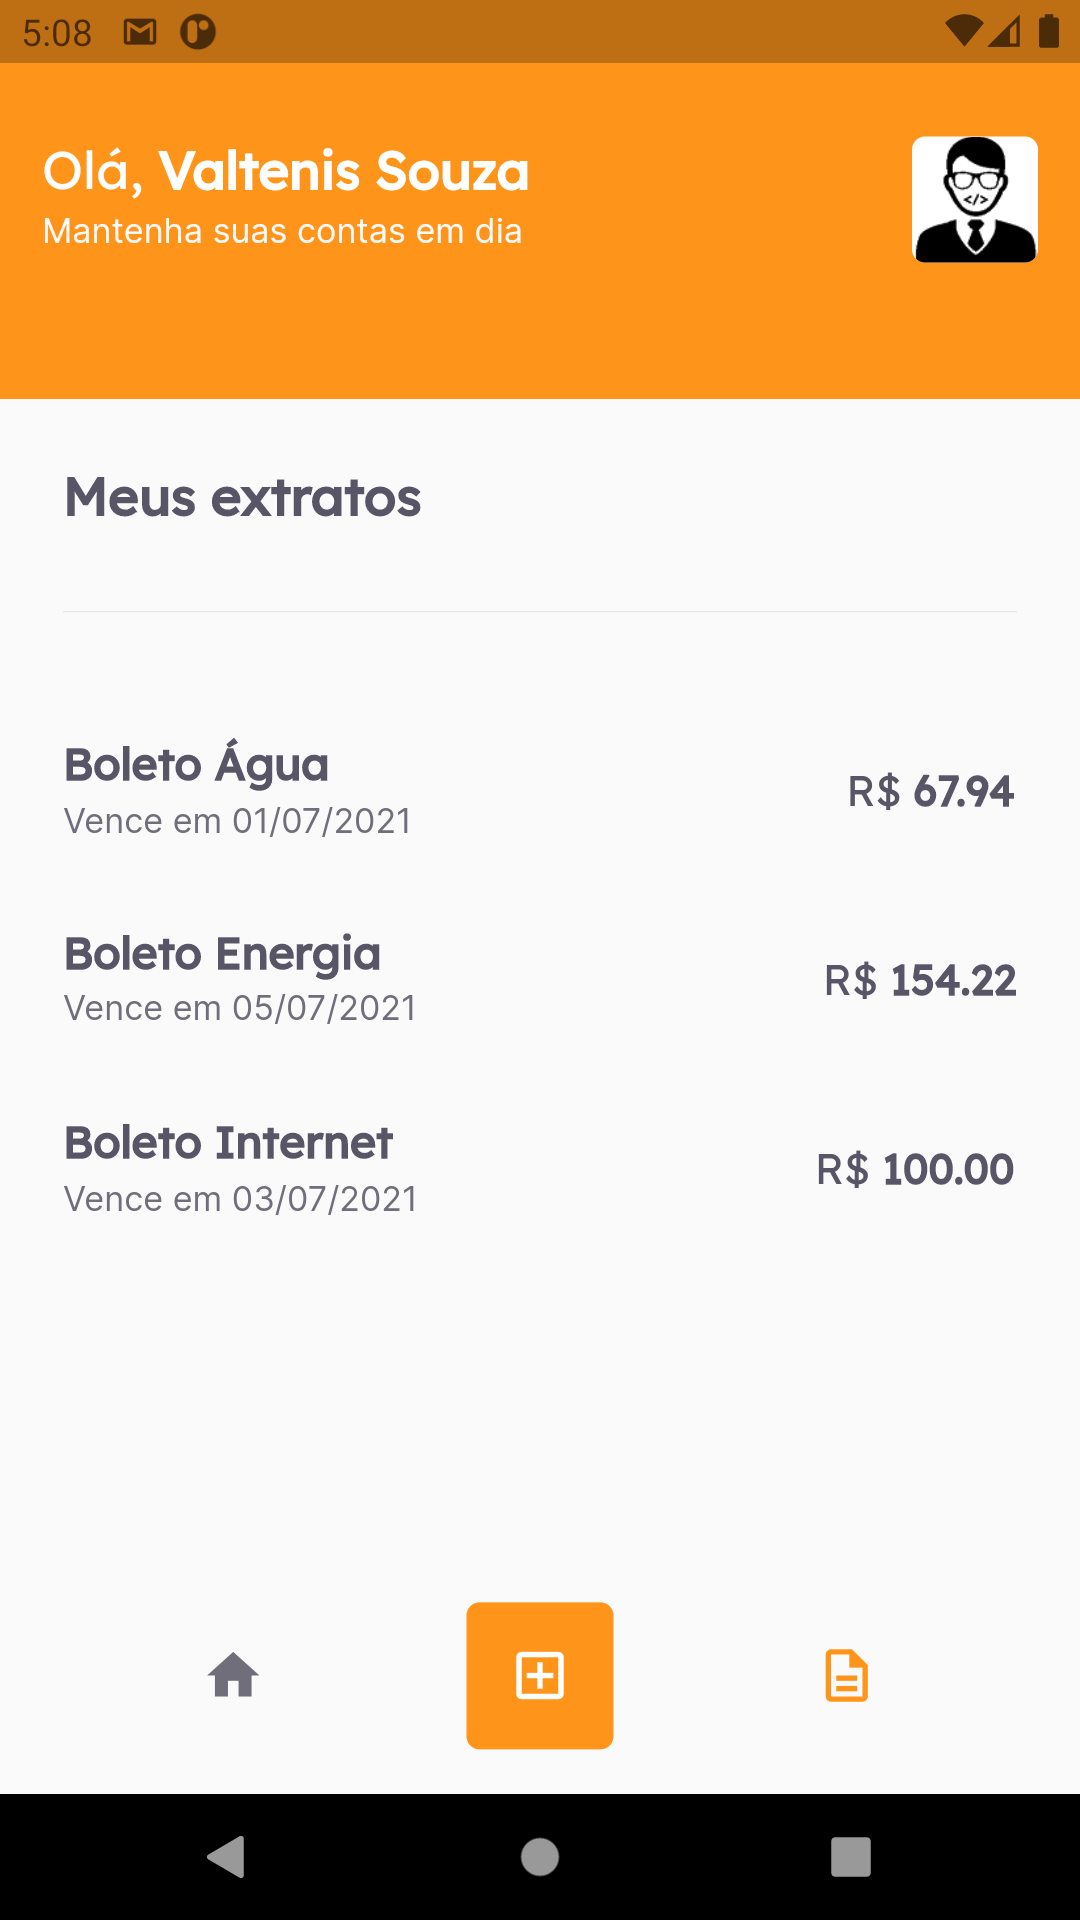 5:08
Olá, Valtenis Souza
Mantenha suas contas em dia
</>
Meus extratos
Boleto Água
Vence em 01/07/2021
R$ 67.94
Boleto Energia
Vence em 05/07/2021
R$ 154.22
Boleto Internet
Vence em 03/07/2021
R$ 100.00